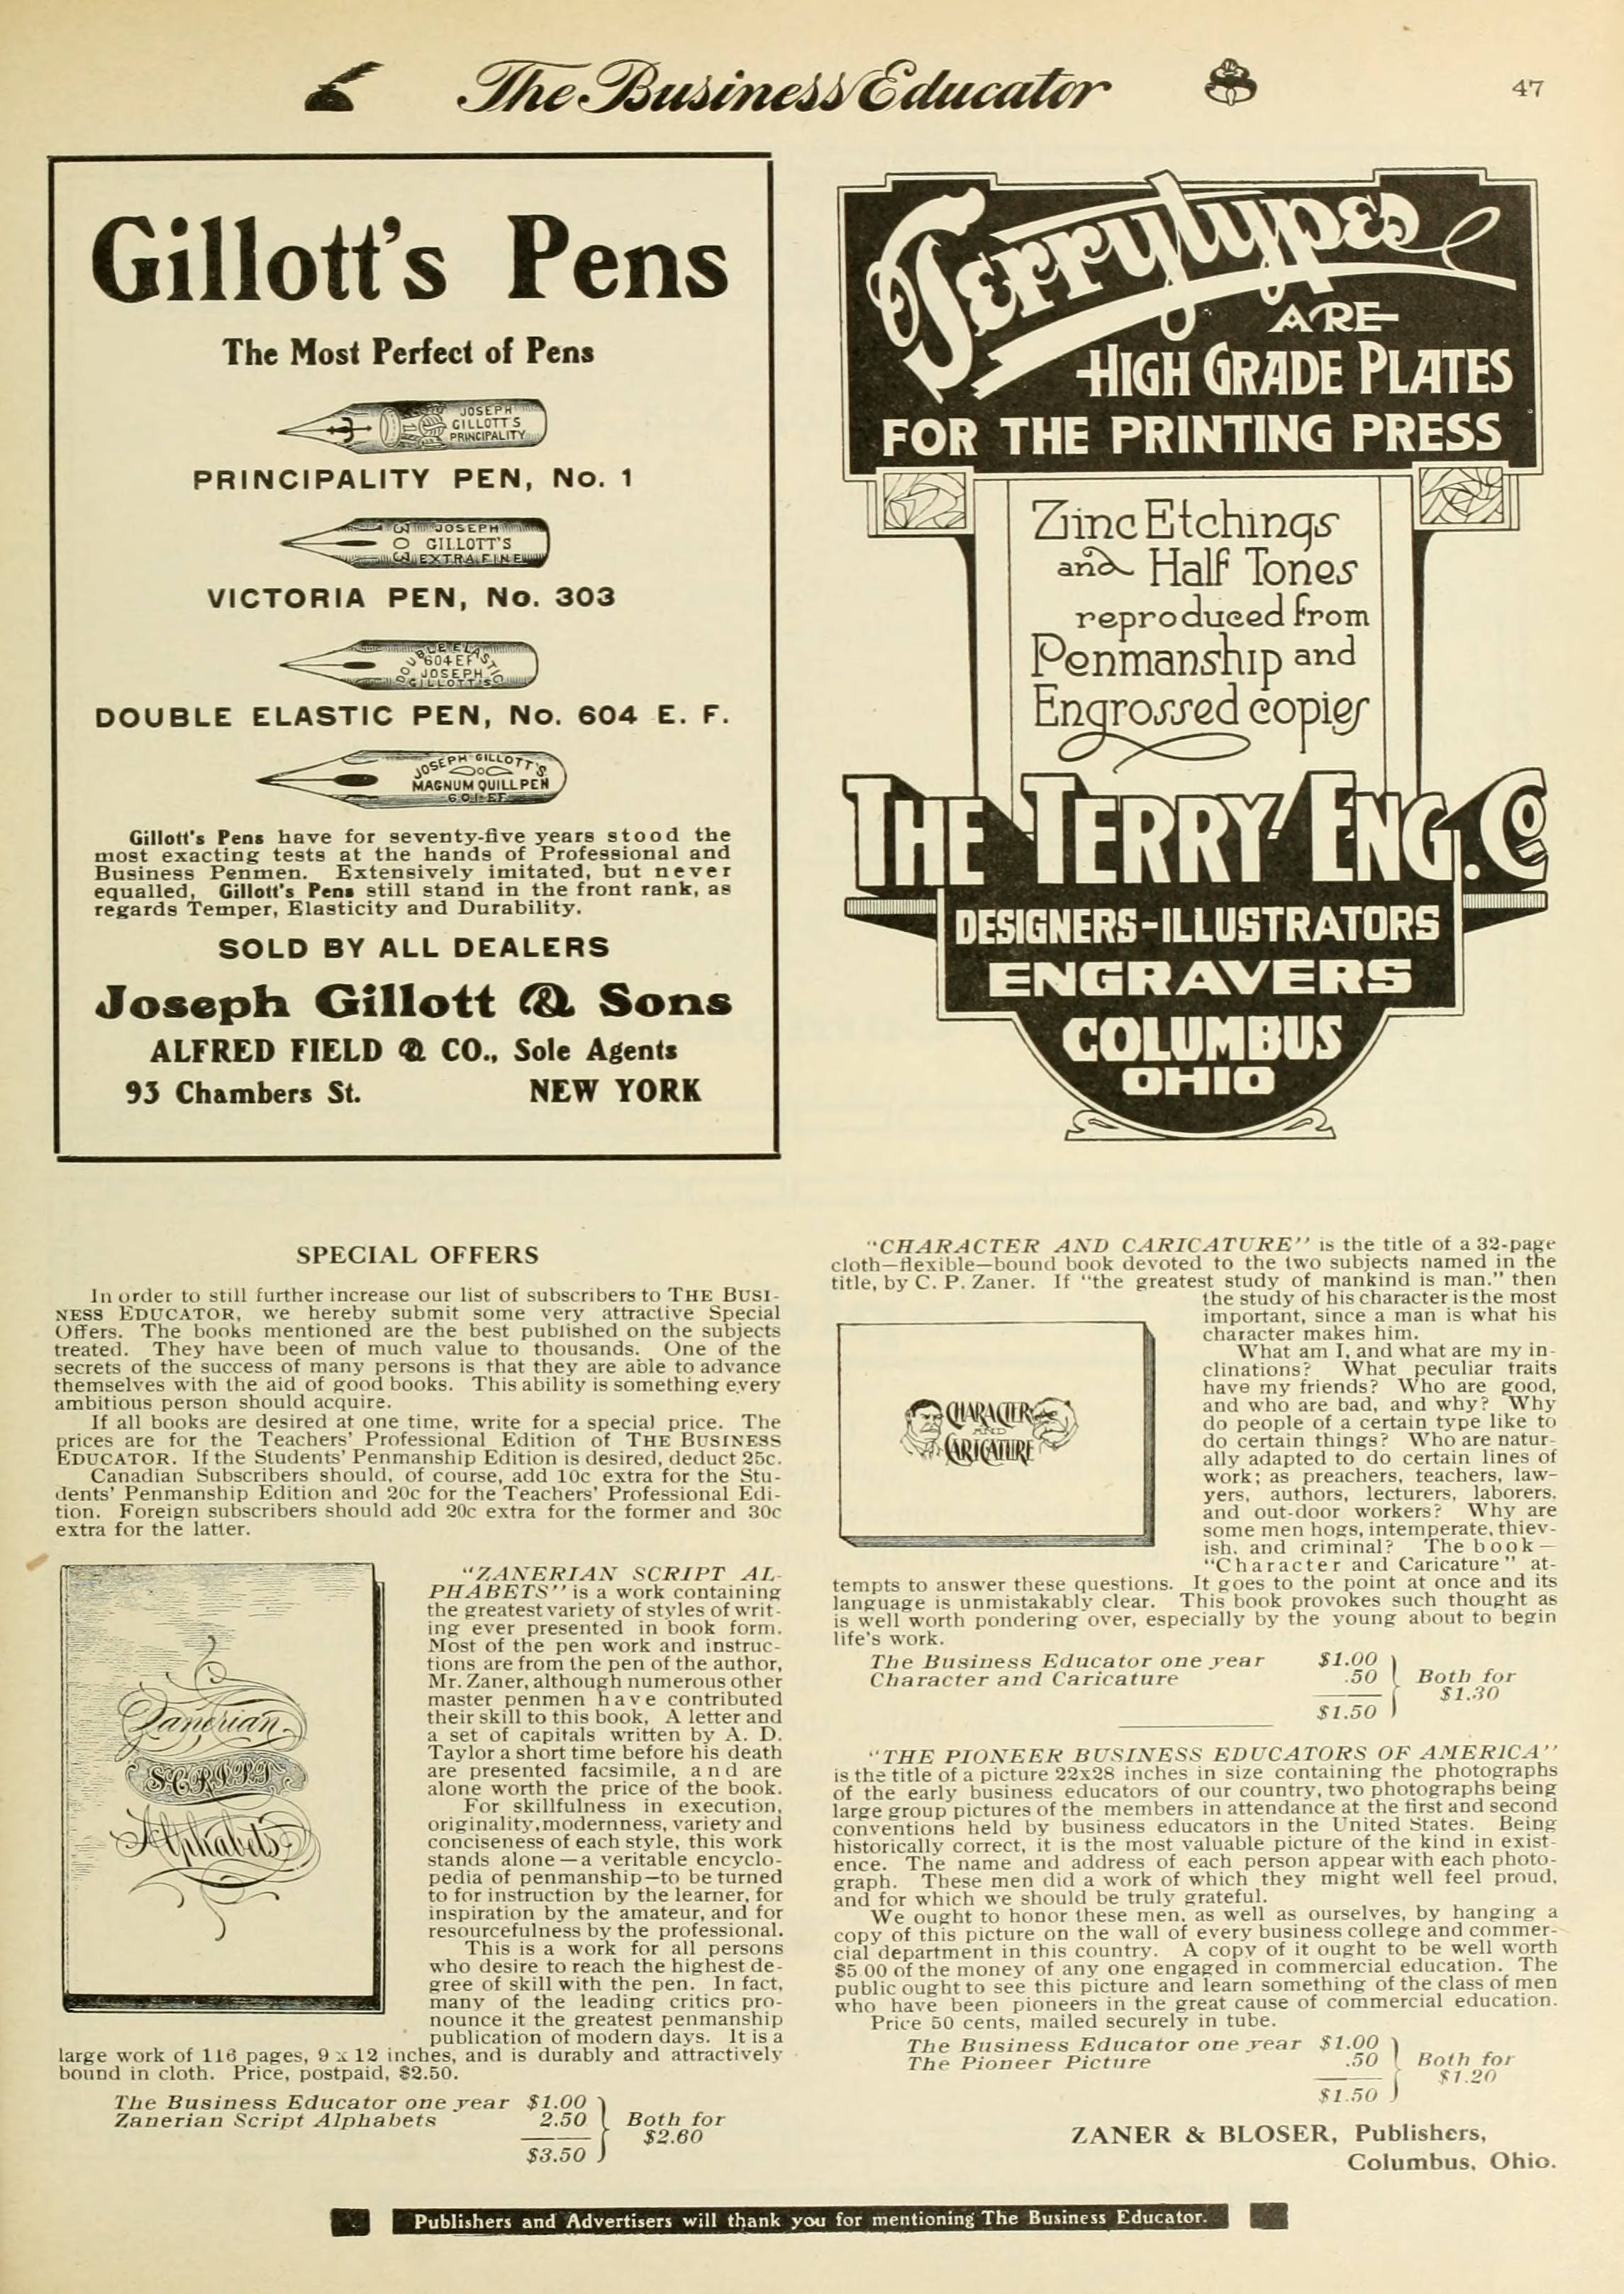 The Business Educator
47
Gillott's Pens
The Most Perfect of Pens
JOSEPH
GILLOTT'S
PRINCIPALITY
PRINCIPALITY PEN, No. 1
303
JOSEPH
GILLOTT'S
EXTRA FINE
VICTORIA PEN, No. 303
DOUBLE ELASTIC
604 EF
JOSEPH
GILLOTT'S
DOUBLE ELASTIC PEN, No. 604 E. F.
JOSEPH GILLOTT'S
MAGNUM QUILL PEN
601 EF
Gillott's Pens have for seventy-five years stood the
most exacting tests at the hands of Professional and
Business Penmen. Extensively imitated, but never
equalled, Gillott's Pens still stand in the front rank, as
regards Temper, Elasticity and Durability.
SOLD BY ALL DEALERS
Joseph Gillott & Sons
ALFRED FIELD & CO., Sole Agents
93 Chambers St. NEW YORK
Terrytypes
ARE
HIGH GRADE PLATES
FOR THE PRINTING PRESS
Zinc Etchings
and Half Tones
reproduced from
Penmanship and
Engrossed copies
THE TERRY ENG. Co
DESIGNERS-ILLUSTRATORS
ENGRAVERS
COLUMBUS
OHIO
SPECIAL OFFERS
In order to still further increase our list of subscribers to THE BUSI-
NESS EDUCATOR, we hereby submit some very attractive Special
Offers. The books mentioned are the best published on the subjects
treated. They have been of much value to thousands. One of the
secrets of the success of many persons is that they are able to advance
themselves with the aid of good books. This ability is something every
ambitious person should acquire.
If all books are desired at one time, write for a special price. The
prices are for the Teachers' Professional Edition of THE BUSINESS
EDUCATOR. If the Students' Penmanship Edition is desired, deduct 25c.
Canadian Subscribers should, of course, add 10c extra for the Stu-
dents' Penmanship Edition and 20c for the Teachers' Professional Edi-
tion. Foreign subscribers should add 20c extra for the former and 30c
extra for the latter.
Zanerian
SCRIPT
Alphabets
"ZANERIAN SCRIPT AL-
PHABETS" is a work containing
the greatest variety of styles of writ-
ing ever presented in book form.
Most of the pen work and instruc-
tions are from the pen of the author,
Mr. Zaner, although numerous other
master penmen have contributed
their skill to this book, A letter and
a set of capitals written by A. D.
Taylor a short time before his death
are presented facsimile, and are
alone worth the price of the book.
For skillfulness in execution,
originality, modernness, variety and
conciseness of each style, this work
stands alone—a veritable encyclo-
pedia of penmanship—to be turned
to for instruction by the learner, for
inspiration by the amateur, and for
resourcefulness by the professional.
This is a work for all persons
who desire to reach the highest de-
gree of skill with the pen. In fact,
many of the leading critics pro-
nounce it the greatest penmanship
publication of modern days. It is a
large work of 116 pages, 9 x 12 inches, and is durably and attractively
bound in cloth. Price, postpaid, $2.50.
The Business Educator one year $1.00
Zanerian Script Alphabets 2.50
$3.50
Both for
$2.60
"CHARACTER AND CARICATURE" is the title of a 32-page
cloth—flexible—bound book devoted to the two subjects named in the
title, by C. P. Zaner. If "the greatest study of mankind is man." then
the study of his character is the most
important, since a man is what his
character makes him.
What am I, and what are my in-
clinations? What peculiar traits
have my friends? Who are good,
and who are bad, and why? Why
do people of a certain type like to
do certain things? Who are natur-
ally adapted to do certain lines of
work; as preachers, teachers, law-
yers, authors, lecturers, laborers,
and out-door workers? Why are
some men hogs, intemperate, thiev-
ish, and criminal? The book—
"Character and Caricature" at-
tempts to answer these questions. It goes to the point at once and its
language is unmistakably clear. This book provokes such thought as
is well worth pondering over, especially by the young about to begin
life's work.
CHARACTER
AND
CARICATURE
The Business Educator one year $1.00
Character and Caricature .50
$1.50
Both for
$1.30
"THE PIONEER BUSINESS EDUCATORS OF AMERICA"
is the title of a picture 22x28 inches in size containing the photographs
of the early business educators of our country, two photographs being
large group pictures of the members in attendance at the first and second
conventions held by business educators in the United States. Being
historically correct, it is the most valuable picture of the kind in exist-
ence. The name and address of each person appear with each photo-
graph. These men did a work of which they might well feel proud,
and for which we should be truly grateful.
We ought to honor these men, as well as ourselves, by hanging a
copy of this picture on the wall of every business college and commer-
cial department in this country. A copy of it ought to be well worth
$5.00 of the money of any one engaged in commercial education. The
public ought to see this picture and learn something of the class of men
who have been pioneers in the great cause of commercial education.
Price 50 cents, mailed securely in tube.
The Business Educator one year $1.00
The Pioneer Picture .50
$1.50
Both for
$1.20
ZANER & BLOSER, Publishers,
Columbus, Ohio.
Publishers and Advertisers will thank you for mentioning The Business Educator.